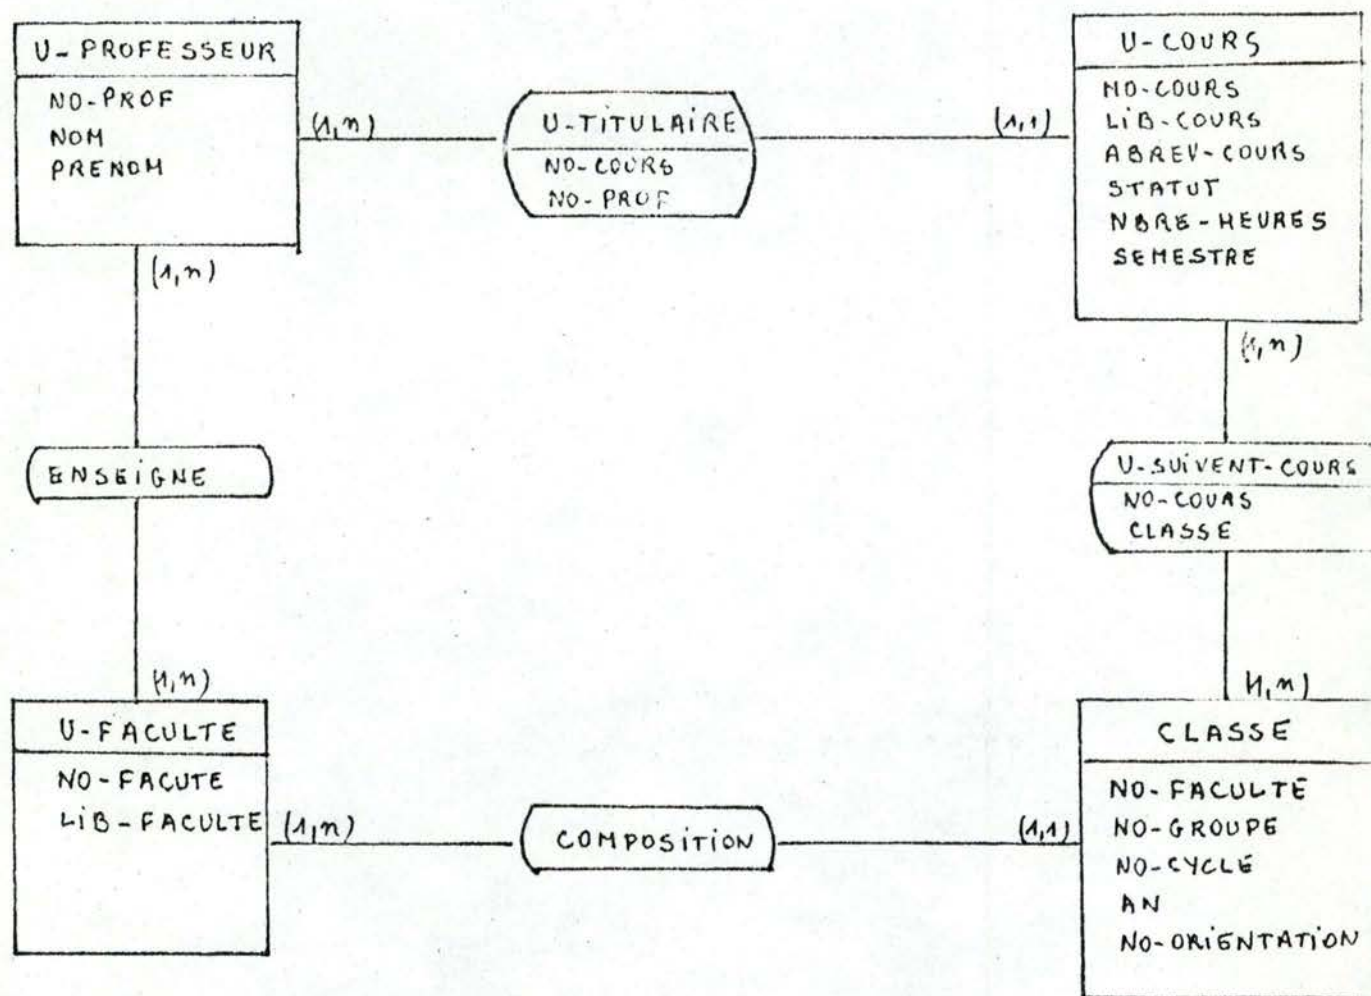 U-PROFESSEUR
NO-PROF
NOM
PRENOM
(1,n)
U-TITULAIRE
NO-COURS
NO-PROF
(1,1)
U-COURS
NO-COURS
LIB-COURS
ABREV-COURS
STATUT
NBRE-HEURES
SEMESTRE
(1,n)
(1,n)
ENSEIGNE
U-SUIVENT-COURS
NO-COURS
CLASSE
(1,n)
(1,n)
U-FACULTE
NO-FACUTE
LIB-FACULTE
(1,n)
COMPOSITION
(1,1)
CLASSE
NO-FACULTE
NO-GROUPE
NO-CYCLE
AN
NO-ORIENTATION